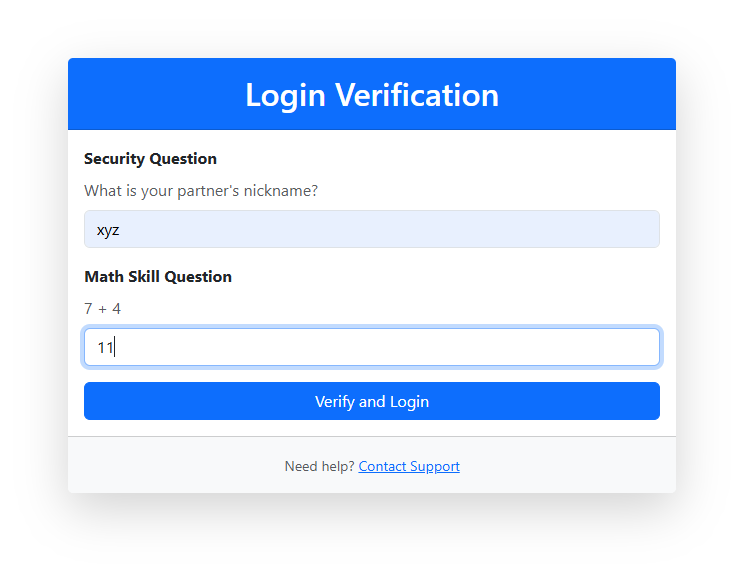 Login Verification
Security Question
What is your partner's nickname?
xyz
Math Skill Question
7 + 4
11
Verify and Login
Need help? Contact Support